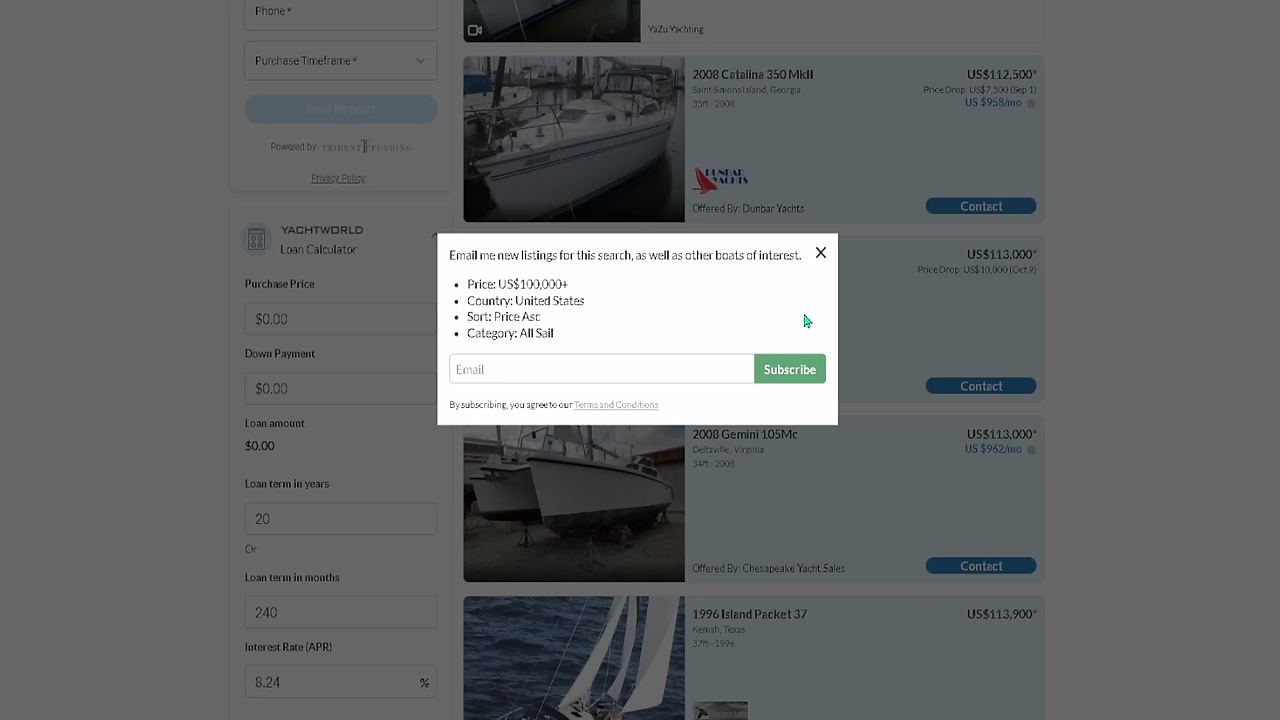 Phone*
Purchase Timeframe*
Send Request
Powered by TRIDENT FUNDING
Privacy Policy
YACHTWORLD
Loan Calculator
Purchase Price
$0.00
Down Payment
$0.00
Loan amount
$0.00
Loan term in years
20
Or
Loan term in months
240
Interest Rate (APR)
8.24 %
YaZu Yachting
2008 Catalina 350 MkII
Saint Simons Island, Georgia
35ft - 2008
US$112,500*
Price Drop: US$7,500 (Sep 1)
US $958/mo
DUNBAR
YACHTS
Offered By: Dunbar Yachts
Contact
US$113,000*
Price Drop: US$10,000 (Oct 9)
Contact
Email me new listings for this search, as well as other boats of interest.
X
• Price: US$100,000+
• Country: United States
• Sort: Price Asc
• Category: All Sail
Email
Subscribe
By subscribing, you agree to our Terms and Conditions
2008 Gemini 105Mc
Deltaville, Virginia
34ft - 2008
US$113,000*
US $962/mo
Offered By: Chesapeake Yacht Sales
Contact
1996 Island Packet 37
Kemah, Texas
37ft - 1996
US$113,900*